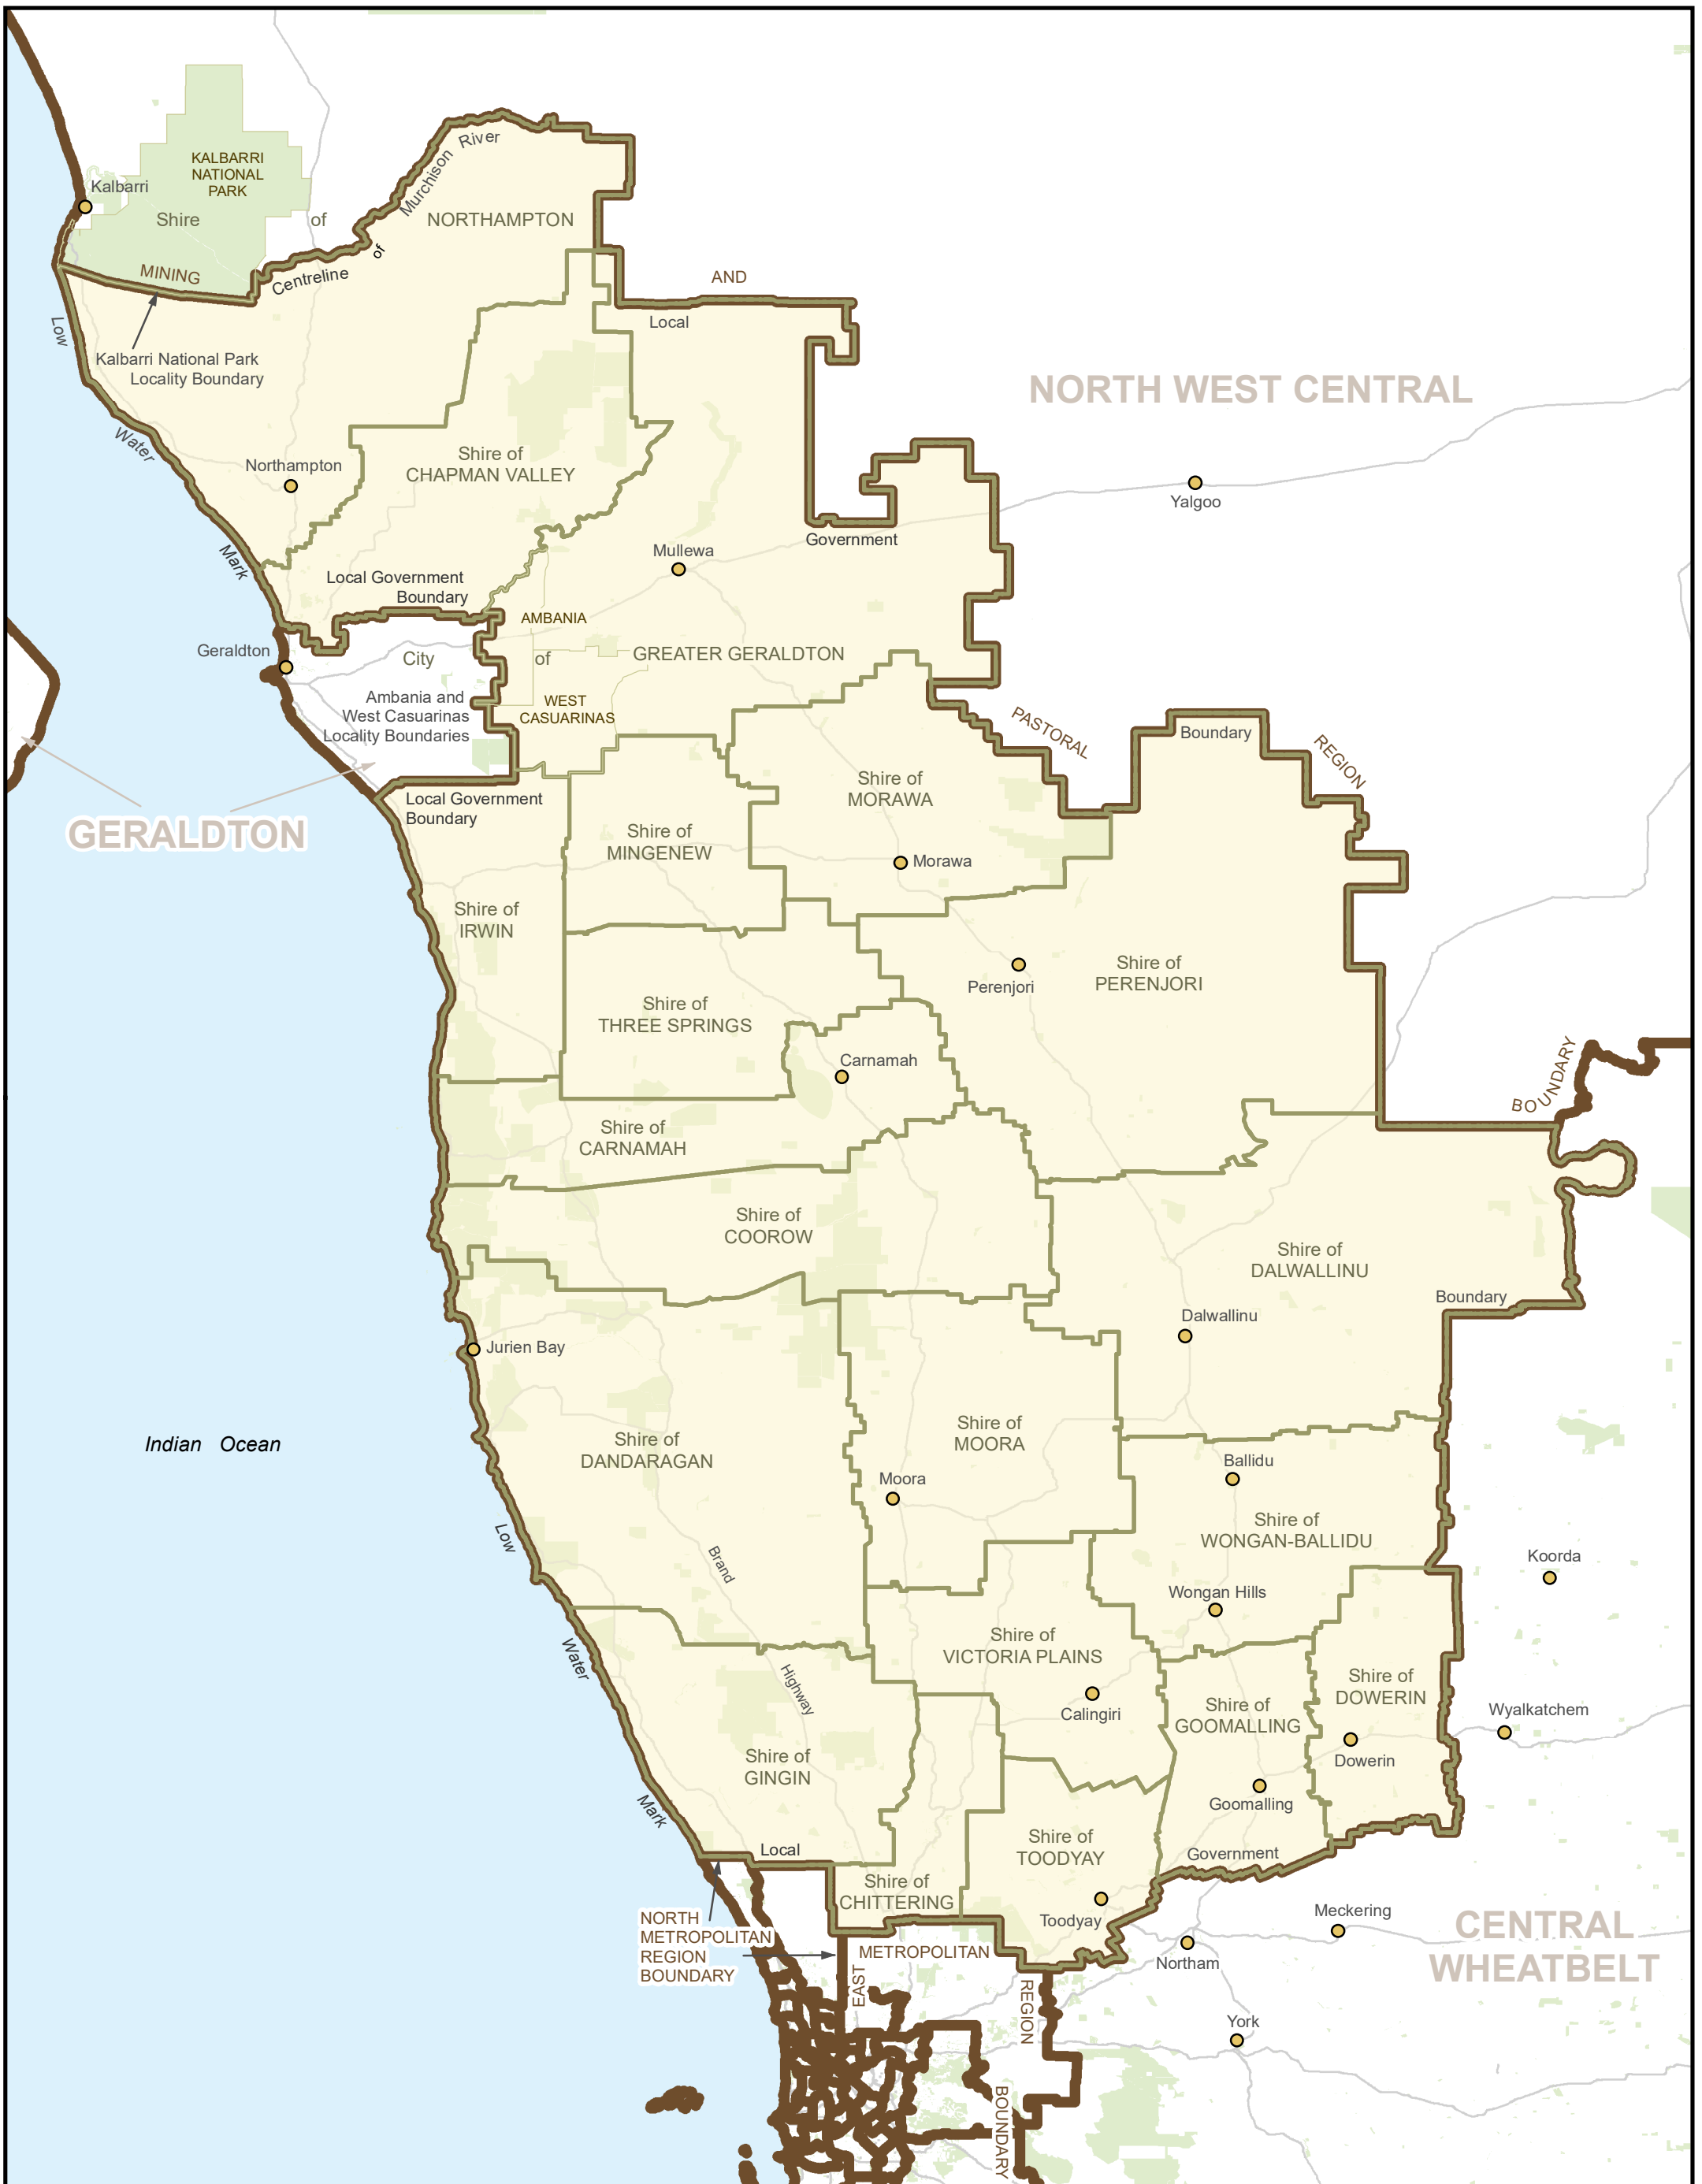 KALBARRI
NATIONAL
PARK
Kalbarri
Shire of NORTHAMPTON
Murchison River
MINING
Centreline of
AND
Local
Low
Kalbarri National Park
Locality Boundary
NORTH WEST CENTRAL
Water
Northampton
Shire of
CHAPMAN VALLEY
Yalgoo
Government
Mark
Mullewa
Local Government
Boundary
AMBANIA
Geraldton
City of GREATER GERALDTON
Ambania and
West Casuarinas
Locality Boundaries
WEST
CASUARINAS
PASTORAL
Boundary
REGION
GERALDTON
Local Government
Boundary
Shire of
MORAWA
Shire of
MINGENEW
Morawa
Shire of
IRWIN
Shire of
PERENJORI
Perenjori
Shire of
THREE SPRINGS
Carnamah
BOUNDARY
Shire of
CARNAMAH
Shire of
COOROW
Shire of
DALWALLINU
Boundary
Dalwallinu
Jurien Bay
Indian Ocean
Shire of
DANDARAGAN
Shire of
MOORA
Moora
Ballidu
Shire of
WONGAN-BALLIDU
Low
Brand
Koorda
Wongan Hills
Water
Shire of
VICTORIA PLAINS
Highway
Calingiri
Shire of
GOOMALLING
Shire of
DOWERIN
Wyalkatchem
Dowerin
Shire of
GINGIN
Goomalling
Mark
Local
Shire of
TOODYAY
Government
Shire of
CHITTERING
Toodyay
Meckering
NORTH
METROPOLITAN
REGION
BOUNDARY
CENTRAL
WHEATBELT
EAST
METROPOLITAN
REGION
BOUNDARY
Northam
York